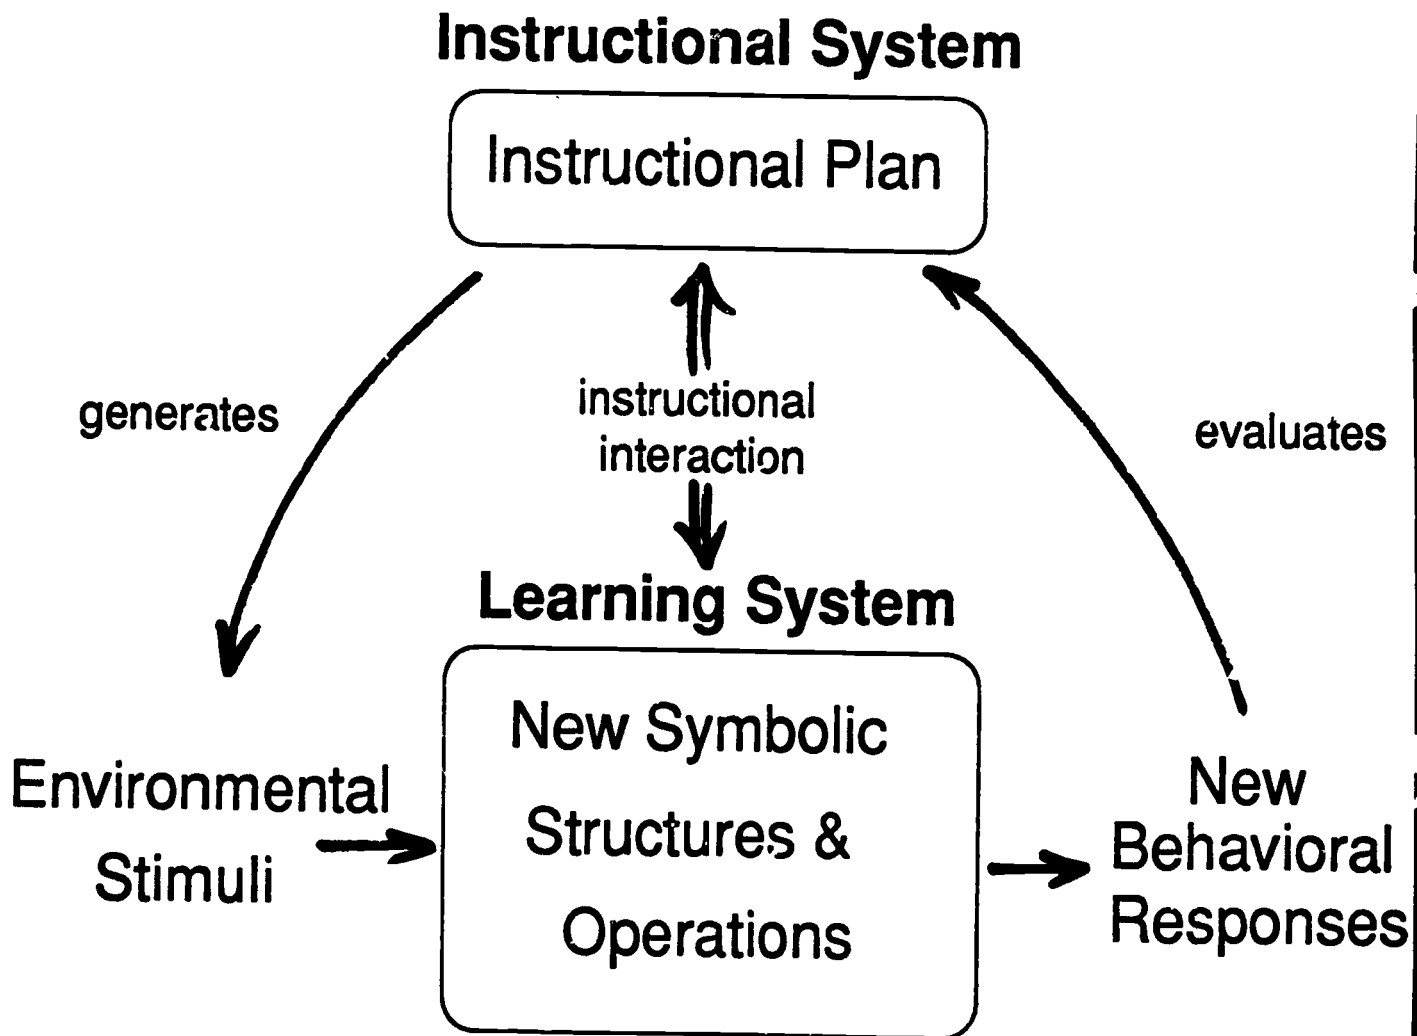 Instructional System
Instructional Plan
generates
instructional
interaction
evaluates
Learning System
New Symbolic
Structures &
Operations
Environmental
Stimuli
New
Behavioral
Responses